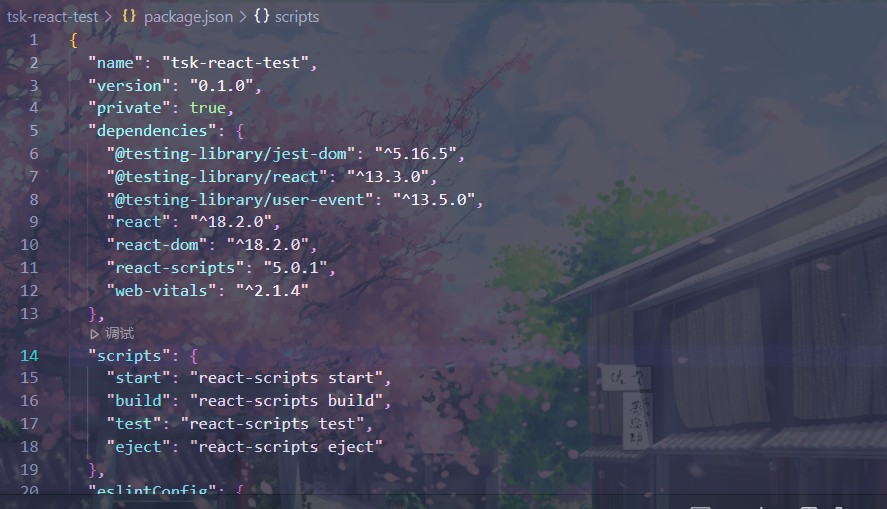 tsk-react-test > {} package.json > {} scripts
1 {
2 "name": "tsk-react-test",
3 "version": "0.1.0",
4 "private": true,
5 "dependencies": {
6 "@testing-library/jest-dom": "^5.16.5",
7 "@testing-library/react": "^13.3.0",
8 "@testing-library/user-event": "^13.5.0",
9 "react": "^18.2.0",
10 "react-dom": "^18.2.0",
11 "react-scripts": "5.0.1",
12 "web-vitals": "^2.1.4"
13 },
调试
14 "scripts": {
15 "start": "react-scripts start",
16 "build": "react-scripts build",
17 "test": "react-scripts test",
18 "eject": "react-scripts eject"
19 },
20 "eslintConfig": {